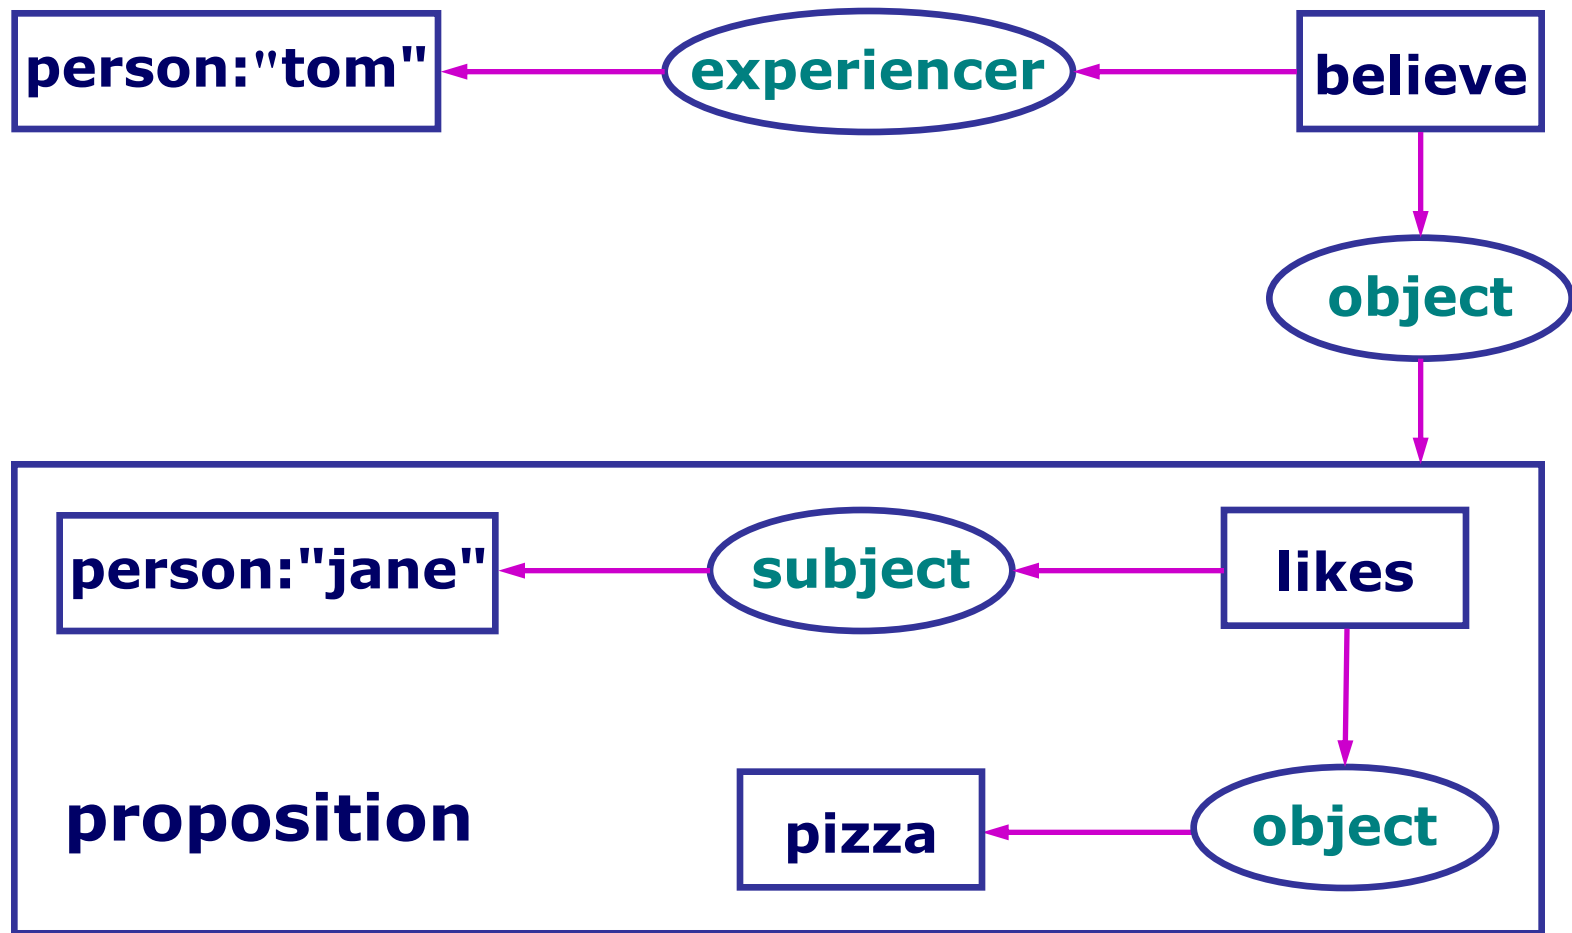 person:"tom"
experiencer
believe
object
person:"jane"
subject
likes
proposition
pizza
object